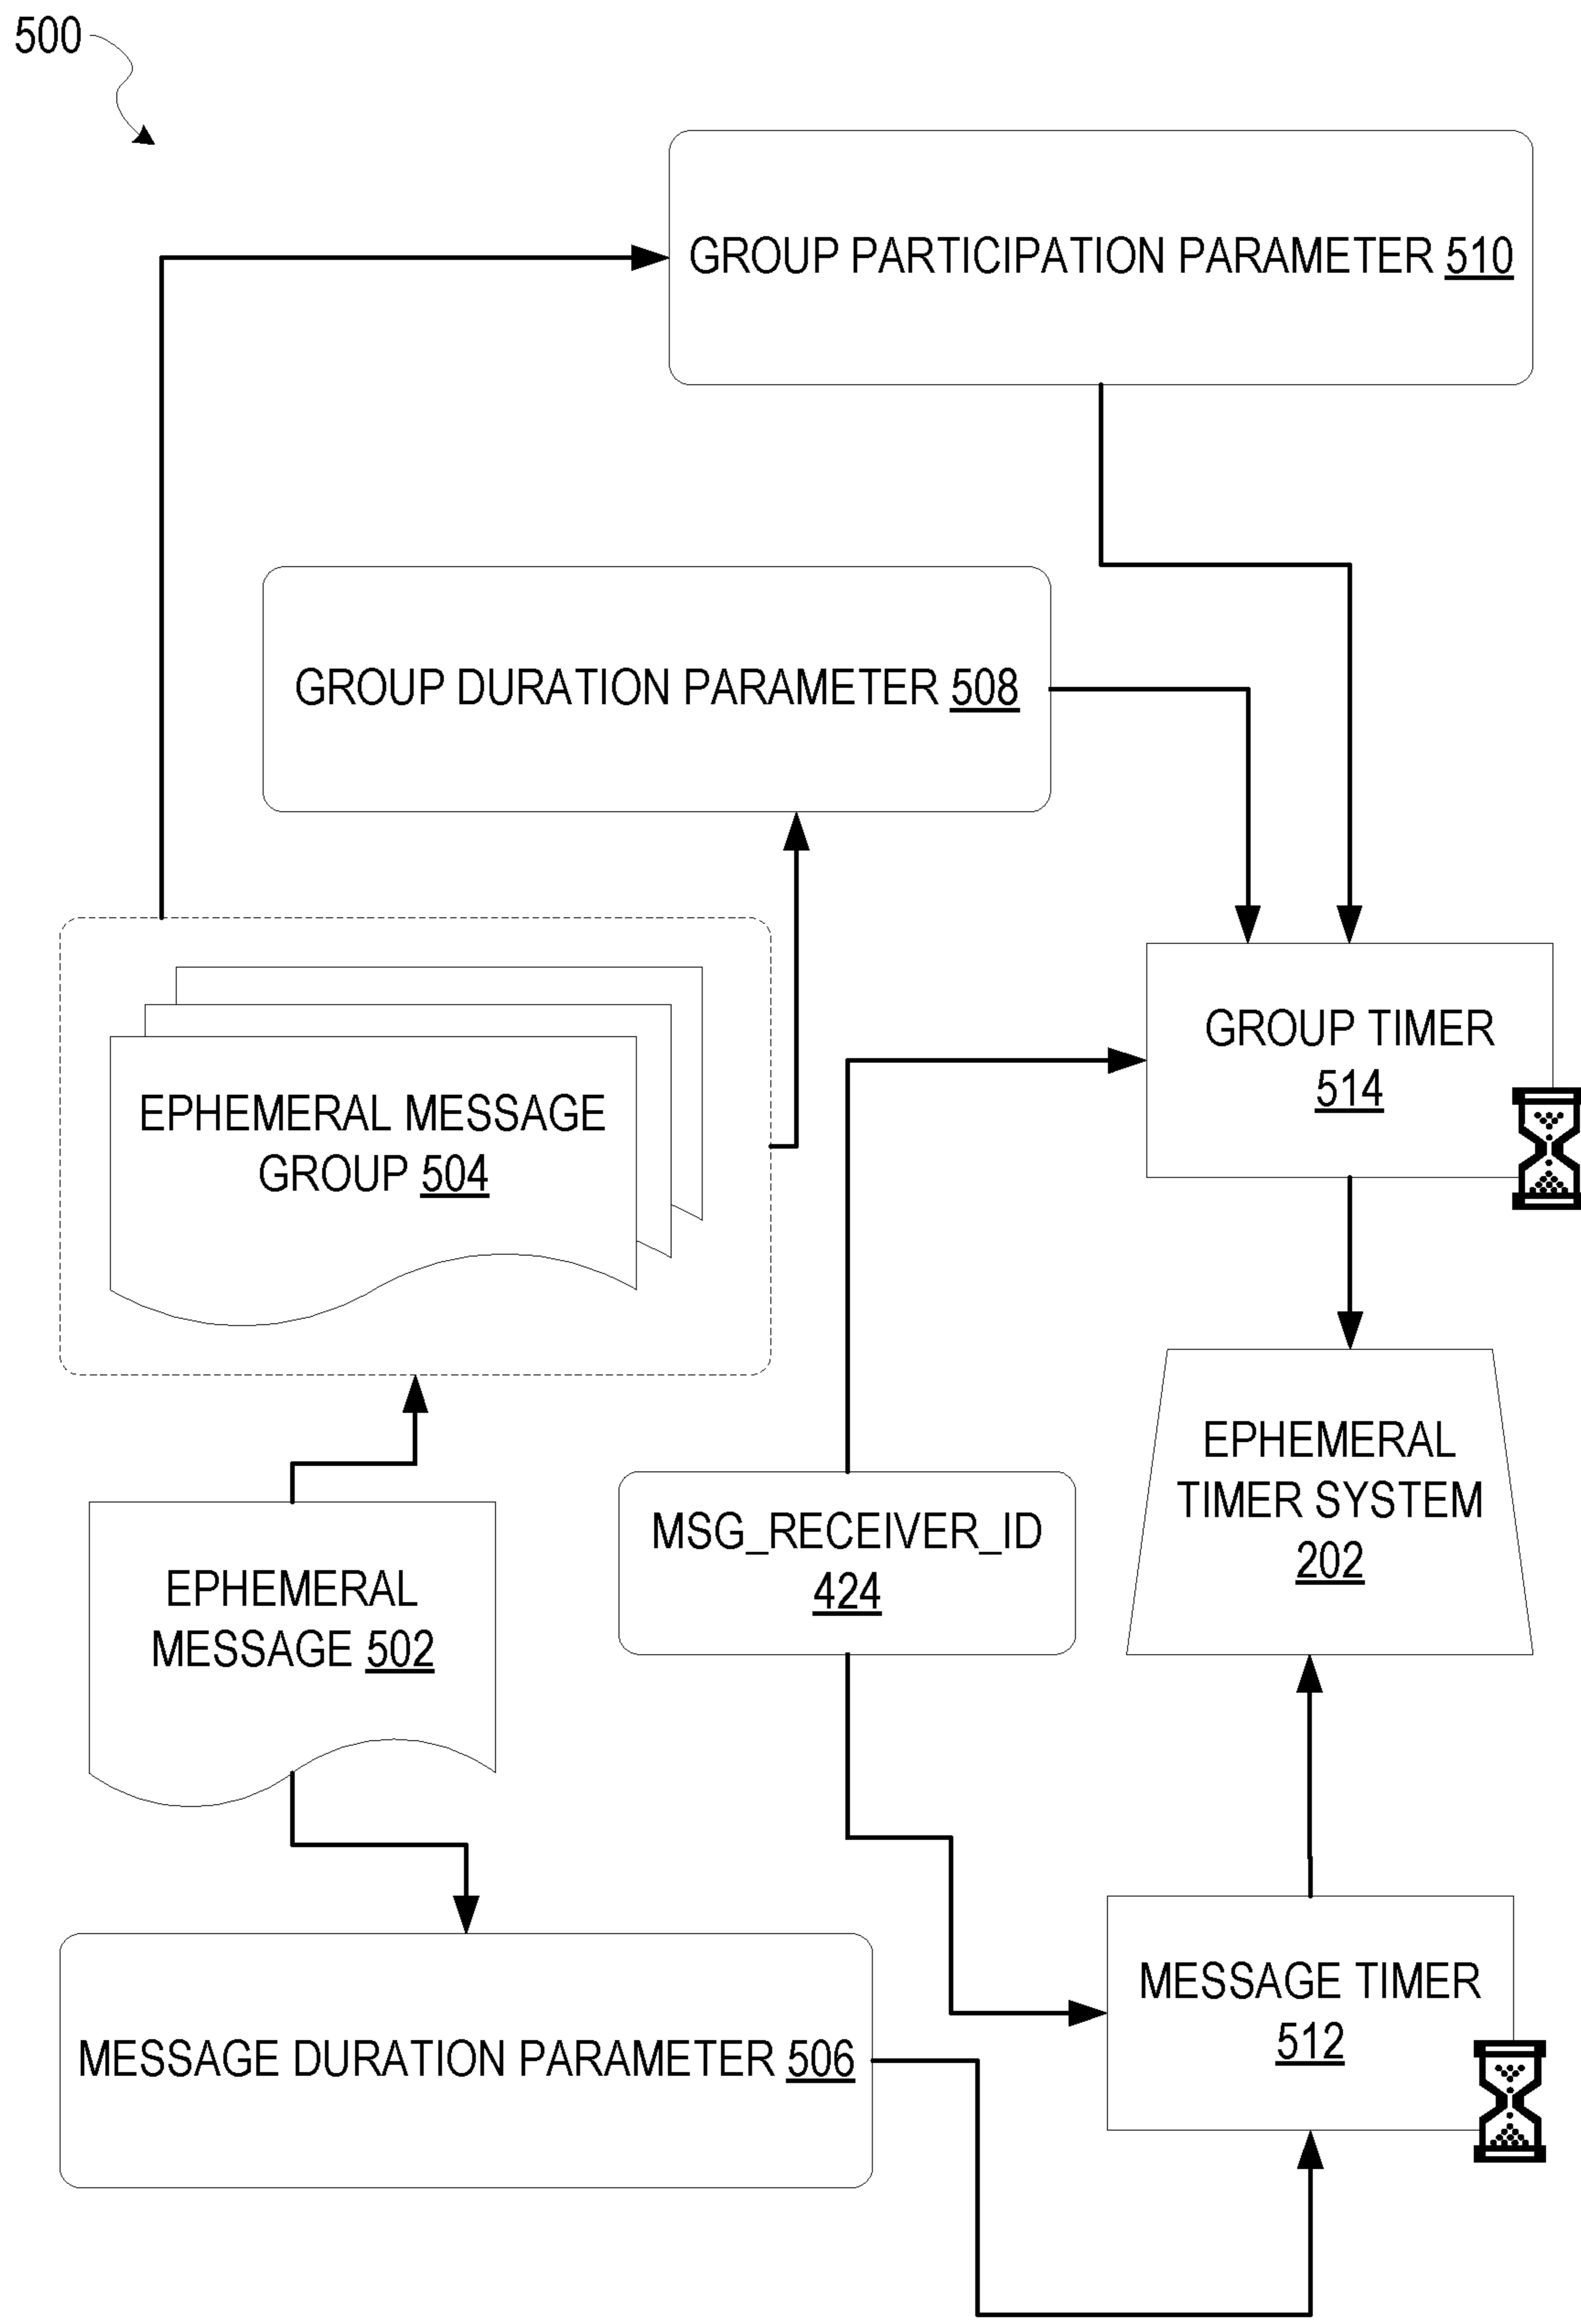 500
GROUP PARTICIPATION PARAMETER 510
GROUP DURATION PARAMETER 508
GROUP TIMER
514
EPHEMERAL MESSAGE
GROUP 504
EPHEMERAL
TIMER SYSTEM
202
MSG_RECEIVER_ID
424
EPHEMERAL
MESSAGE 502
MESSAGE TIMER
512
MESSAGE DURATION PARAMETER 506